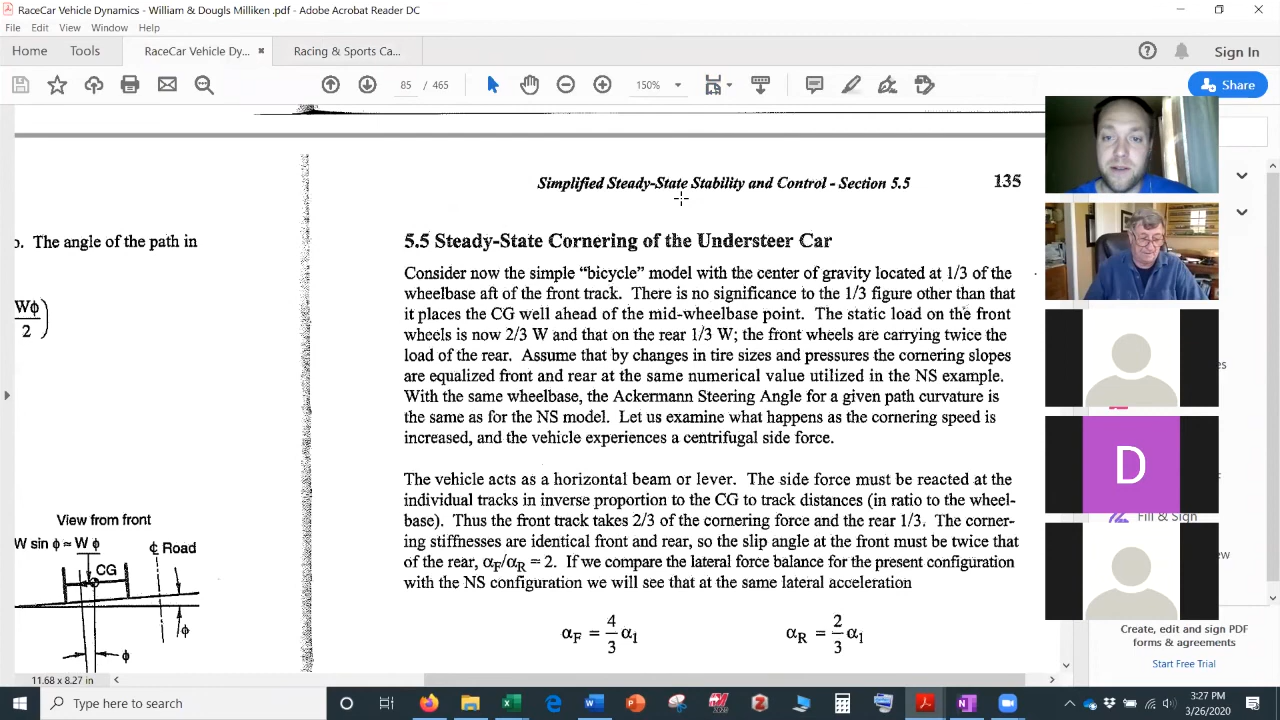 RaceCar Vehicle Dynamics - William & Dougls Milliken .pdf - Adobe Acrobat Reader DC
File Edit View Window Help
Home Tools RaceCar Vehicle Dy... × Racing & Sports Ca... Sign In
85 / 465 150% Share
Simplified Steady-State Stability and Control - Section 5.5 135
. The angle of the path in
Wϕ
2
5.5 Steady-State Cornering of the Understeer Car
Consider now the simple “bicycle” model with the center of gravity located at 1/3 of the
wheelbase aft of the front track. There is no significance to the 1/3 figure other than that
it places the CG well ahead of the mid-wheelbase point. The static load on the front
wheels is now 2/3 W and that on the rear 1/3 W; the front wheels are carrying twice the
load of the rear. Assume that by changes in tire sizes and pressures the cornering slopes
are equalized front and rear at the same numerical value utilized in the NS example.
With the same wheelbase, the Ackermann Steering Angle for a given path curvature is
the same as for the NS model. Let us examine what happens as the cornering speed is
increased, and the vehicle experiences a centrifugal side force.
The vehicle acts as a horizontal beam or lever. The side force must be reacted at the
individual tracks in inverse proportion to the CG to track distances (in ratio to the wheel-
base). Thus the front track takes 2/3 of the cornering force and the rear 1/3. The corner-
ing stiffnesses are identical front and rear, so the slip angle at the front must be twice that
of the rear, αF/αR = 2. If we compare the lateral force balance for the present configuration
with the NS configuration we will see that at the same lateral acceleration
αF = 4/3 α1 αR = 2/3 α1
View from front
W sin ϕ ≈ W ϕ
℄ Road
CG
ϕ
ϕ
D
Fill & Sign
Create, edit and sign PDF
forms & agreements
Start Free Trial
11.68 x 8.27 in
Type here to search
3:27 PM
3/26/2020